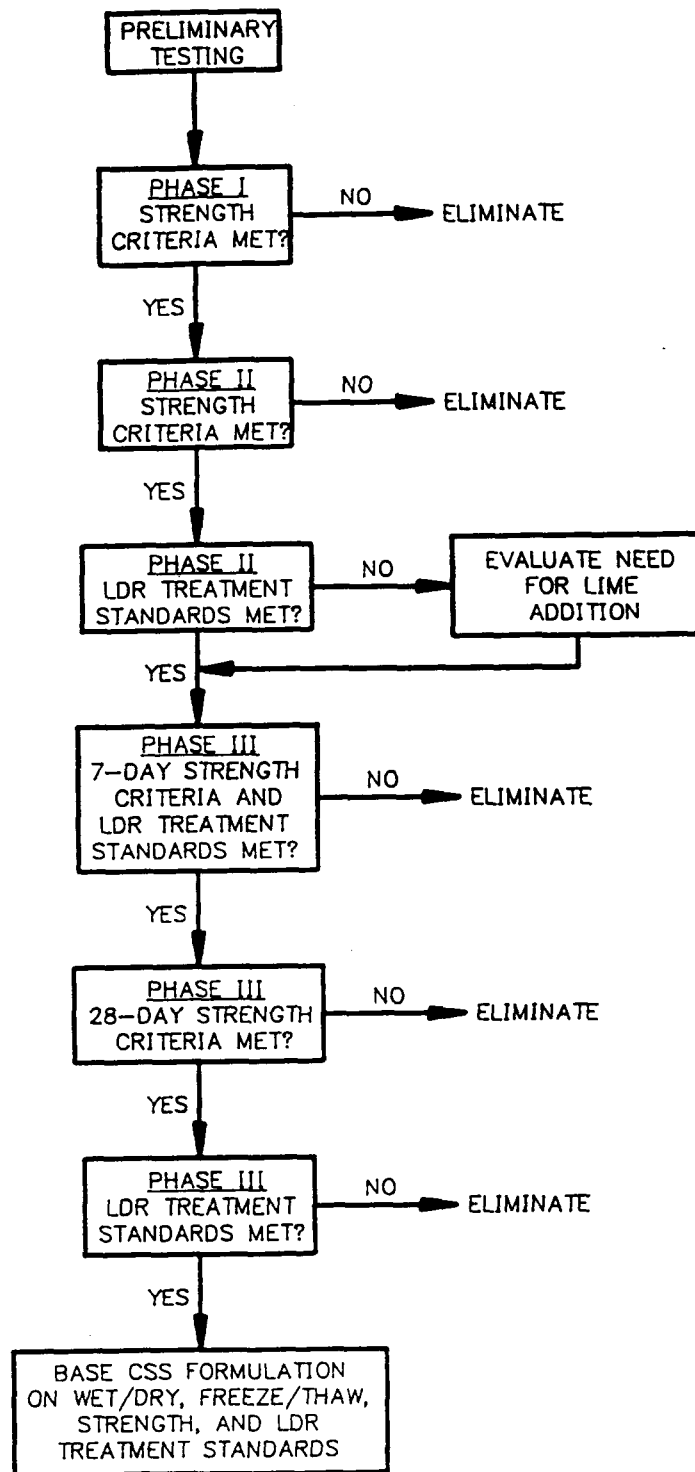 PRELIMINARY
TESTING
PHASE I
STRENGTH
CRITERIA MET?
NO
ELIMINATE
YES
PHASE II
STRENGTH
CRITERIA MET?
NO
ELIMINATE
YES
PHASE II
LDR TREATMENT
STANDARDS MET?
NO
EVALUATE NEED
FOR LIME
ADDITION
YES
PHASE III
7-DAY STRENGTH
CRITERIA AND
LDR TREATMENT
STANDARDS MET?
NO
ELIMINATE
YES
PHASE III
28-DAY STRENGTH
CRITERIA MET?
NO
ELIMINATE
YES
PHASE III
LDR TREATMENT
STANDARDS MET?
NO
ELIMINATE
YES
BASE CSS FORMULATION
ON WET/DRY, FREEZE/THAW,
STRENGTH, AND LDR
TREATMENT STANDARDS